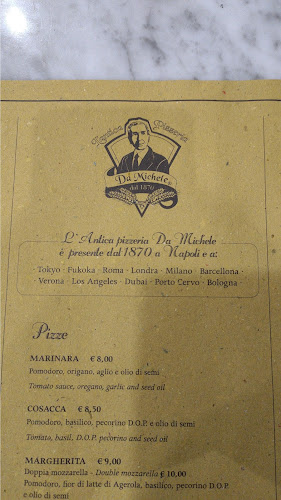 L'Antica Pizzeria
Da Michele
dal 1870
L'Antica pizzeria Da Michele
è presente dal 1870 a Napoli e a:
Tokyo · Fukoka · Roma · Londra · Milano · Barcellona ·
Verona · Los Angeles · Dubai · Porto Cervo · Bologna ·
Pizze
MARINARA € 8,00
Pomodoro, origano, aglio e olio di semi
Tomato sauce, oregano, garlic and seed oil
COSACCA € 8,50
Pomodoro, basilico, pecorino D.O.P. e olio di semi
Tomato, basil, D.O.P. pecorino and seed oil
MARGHERITA € 9,00
Doppia mozzarella - Double mozzarella € 10,00
Pomodoro, fior di latte di Agerola, basilico, pecorino D.O.P
e olio di semi